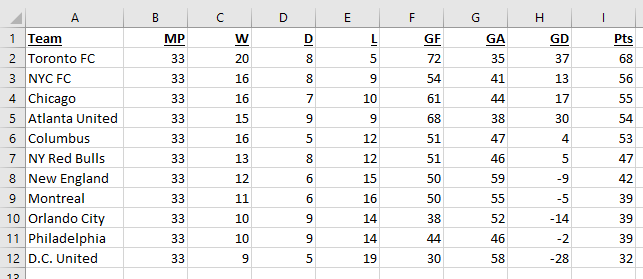 A B C D E F G H I
1 Team MP W D L GF GA GD Pts
2 Toronto FC 33 20 8 5 72 35 37 68
3 NYC FC 33 16 8 9 54 41 13 56
4 Chicago 33 16 7 10 61 44 17 55
5 Atlanta United 33 15 9 9 68 38 30 54
6 Columbus 33 16 5 12 51 47 4 53
7 NY Red Bulls 33 13 8 12 51 46 5 47
8 New England 33 12 6 15 50 59 -9 42
9 Montreal 33 11 6 16 50 55 -5 39
10 Orlando City 33 10 9 14 38 52 -14 39
11 Philadelphia 33 10 9 14 44 46 -2 39
12 D.C. United 33 9 5 19 30 58 -28 32